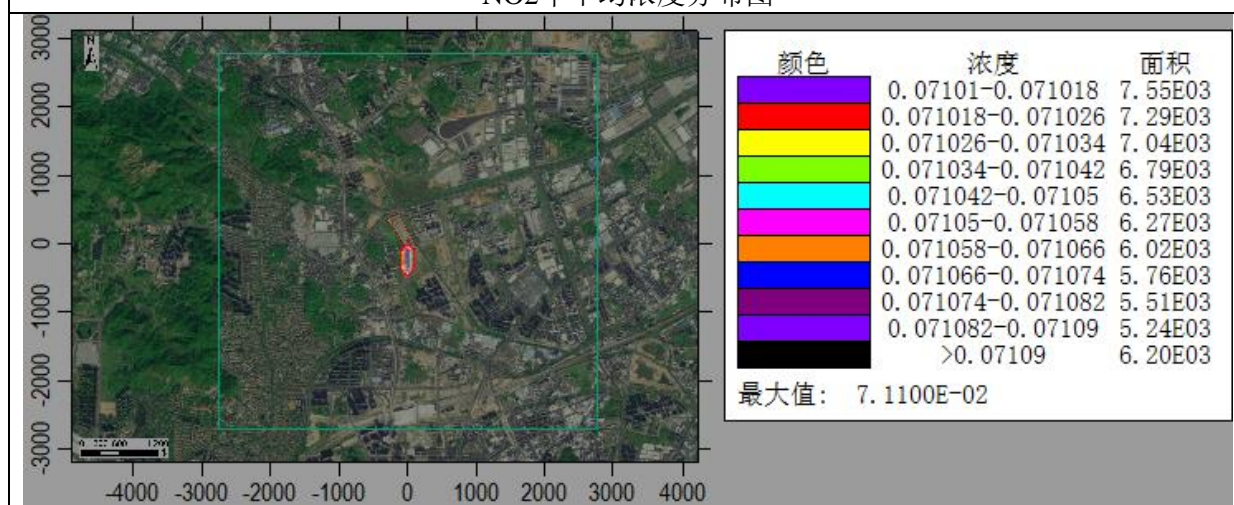 NO2年平均浓度分布图
3000
2000
1000
0
-1000
-2000
-3000
N
-4000 -3000 -2000 -1000 0 1000 2000 3000 4000
颜色 浓度 面积
0.07101-0.071018 7.55E03
0.071018-0.071026 7.29E03
0.071026-0.071034 7.04E03
0.071034-0.071042 6.79E03
0.071042-0.07105 6.53E03
0.07105-0.071058 6.27E03
0.071058-0.071066 6.02E03
0.071066-0.071074 5.76E03
0.071074-0.071082 5.51E03
0.071082-0.07109 5.24E03
>0.07109 6.20E03
最大值: 7.1100E-02